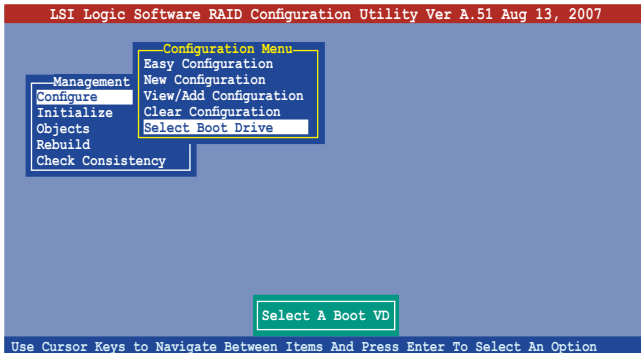 LSI Logic Software RAID Configuration Utility Ver A.51 Aug 13, 2007
Configuration Menu
Easy Configuration
New Configuration
View/Add Configuration
Clear Configuration
Select Boot Drive
Management
Configure
Initialize
Objects
Rebuild
Check Consistency
Select A Boot VD
Use Cursor Keys to Navigate Between Items And Press Enter To Select An Option